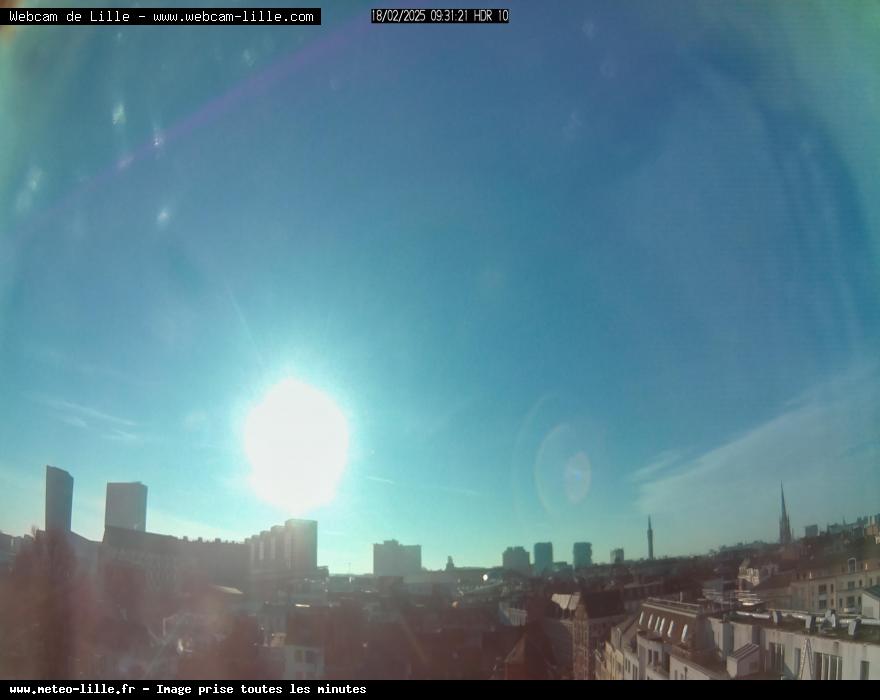 Webcam de Lille - www.webcam-lille.com
18/02/2025 09:31:21 HDR 10
www.meteo-lille.fr - Image prise toutes les minutes